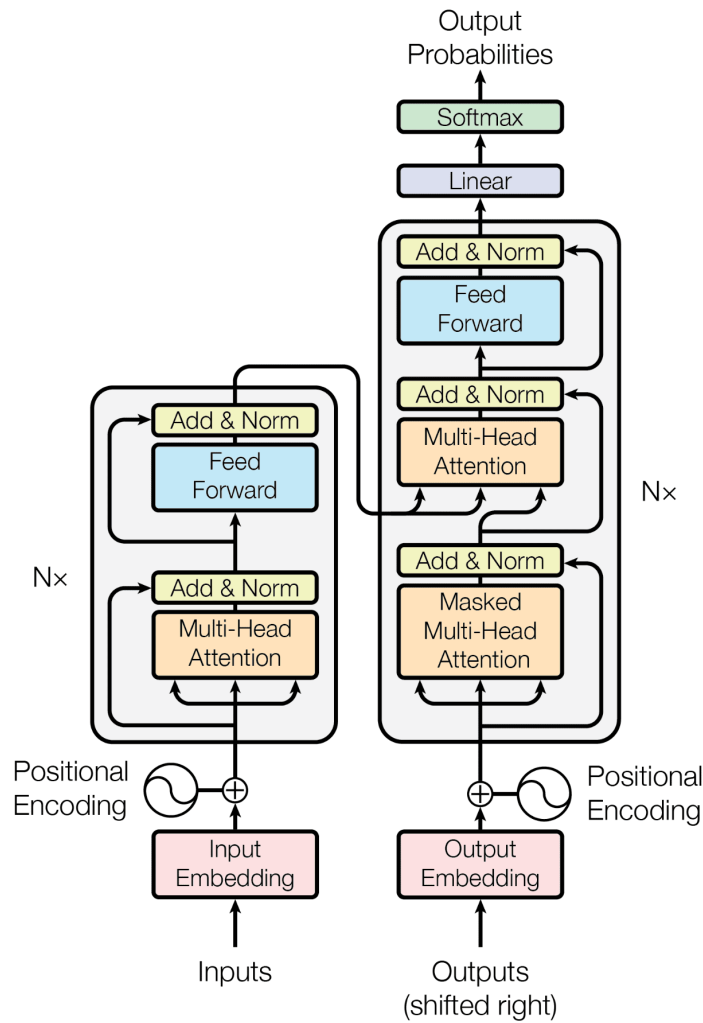 Output
Probabilities
Softmax
Linear
Add & Norm
Feed
Forward
Add & Norm
Multi-Head
Attention
Add & Norm
Masked
Multi-Head
Attention
Nx
Add & Norm
Feed
Forward
Add & Norm
Multi-Head
Attention
N×
Positional
Encoding
Positional
Encoding
Input
Embedding
Output
Embedding
Inputs
Outputs
(shifted right)